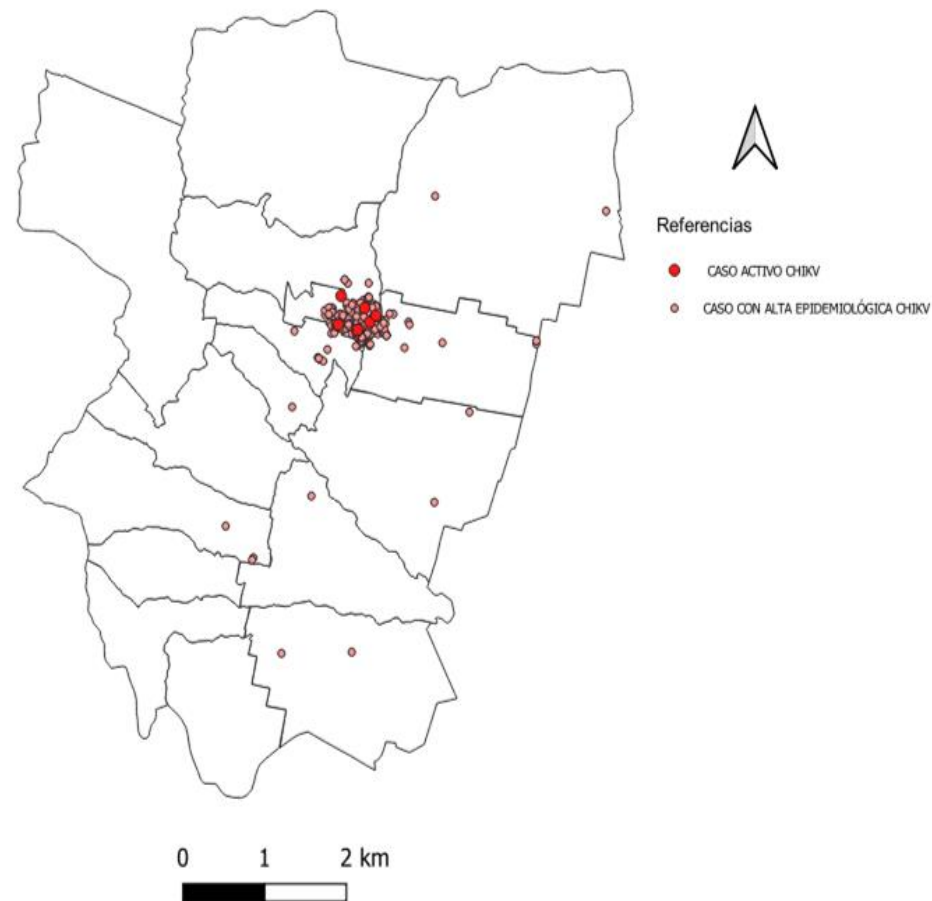 Referencias
CASO ACTIVO CHIKV
CASO CON ALTA EPIDEMIOLÓGICA CHIKV
0 1 2 km